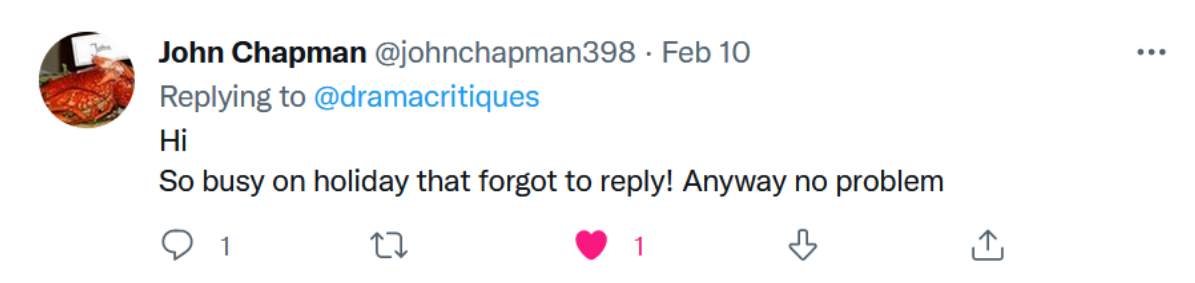 John Chapman @johnchapman398 · Feb 10
Replying to @dramacritiques
Hi
So busy on holiday that forgot to reply! Anyway no problem
1 1